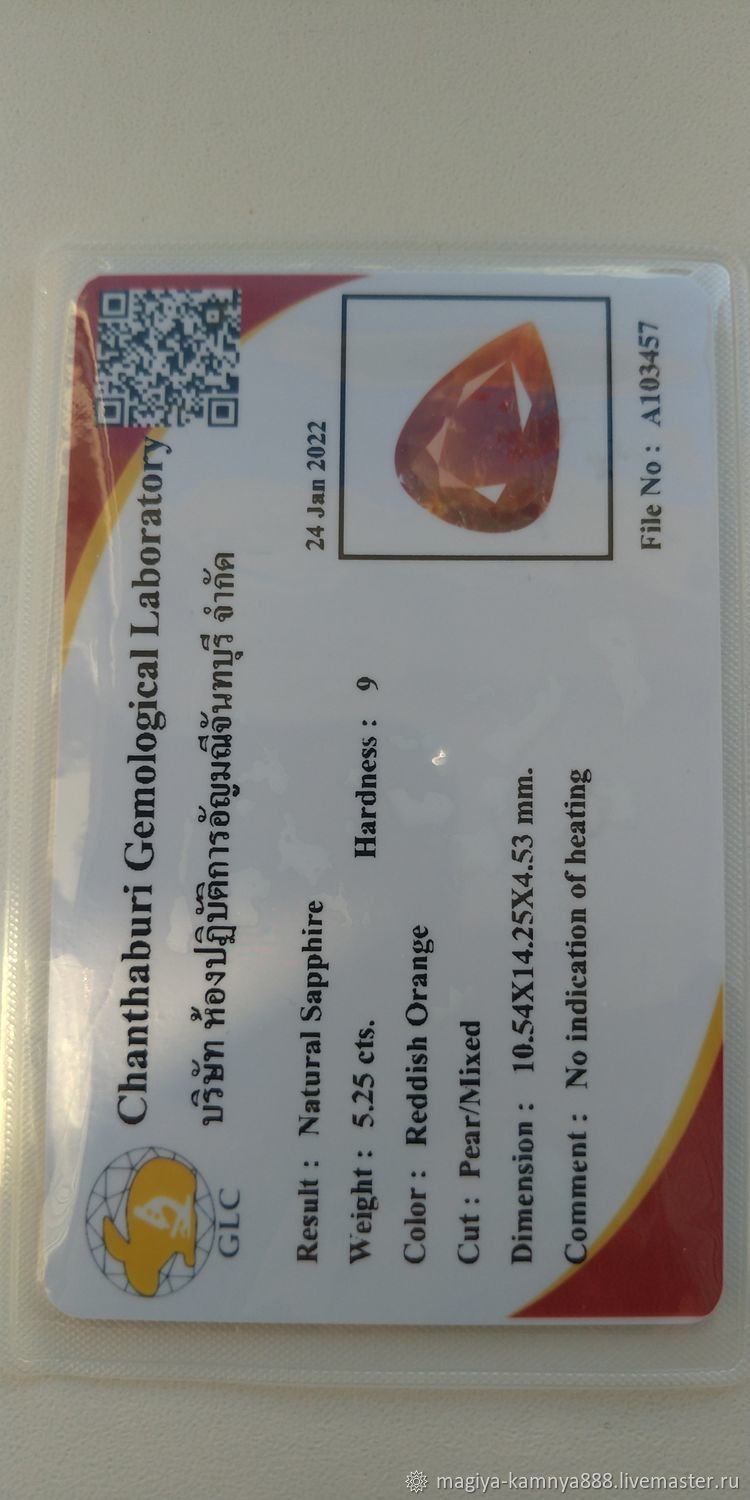 Chanthaburi Gemological Laboratory
บริษัท ห้องปฏิบัติการอัญมณีจันทบุรี จำกัด
GLC
24 Jan 2022
Result : Natural Sapphire
Weight : 5.25 cts. Hardness : 9
Color : Reddish Orange
Cut : Pear/Mixed
Dimension : 10.54X14.25X4.53 mm.
Comment : No indication of heating
File No : A103457
magiya-kamnya888.livemaster.ru